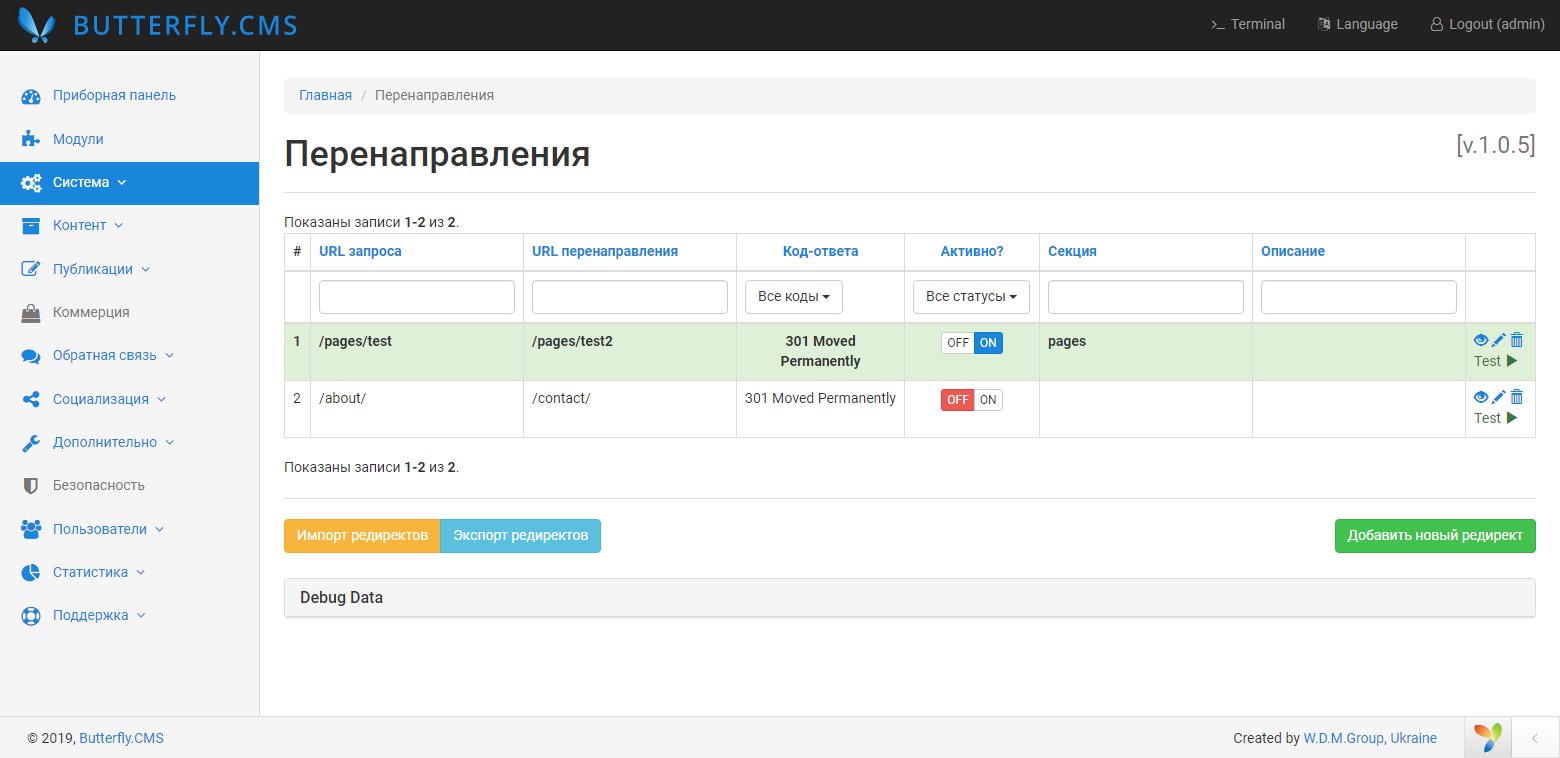 BUTTERFLY.CMS
>_ Terminal
Language
Logout (admin)
Приборная панель
Модули
Система
Контент
Публикации
Коммерция
Обратная связь
Социализация
Дополнительно
Безопасность
Пользователи
Статистика
Поддержка
Главная / Перенаправления
Перенаправления
[v.1.0.5]
Показаны записи 1-2 из 2.
# URL запроса URL перенаправления Код-ответа Активно? Секция Описание
Все коды Все статусы
1 /pages/test /pages/test2 301 Moved OFF ON pages
Permanently
Test
2 /about/ /contact/ 301 Moved Permanently OFF ON
Test
Показаны записи 1-2 из 2.
Импорт редиректов Экспорт редиректов Добавить новый редирект
Debug Data
© 2019, Butterfly.CMS
Created by W.D.M.Group, Ukraine